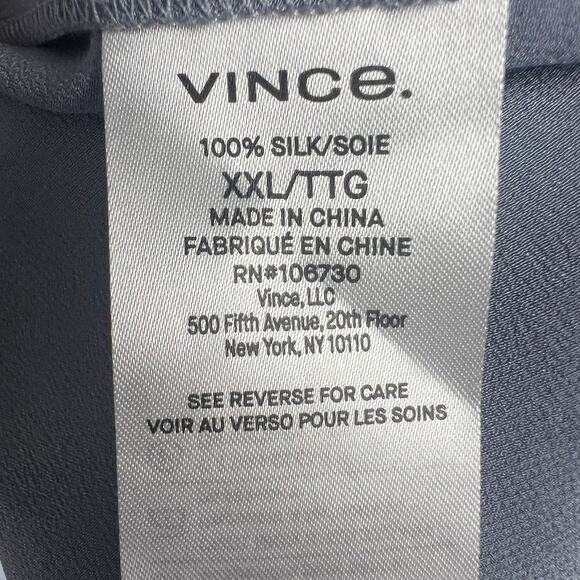 VINCE.
100% SILK/SOIE
XXL/TTG
MADE IN CHINA
FABRIQUÉ EN CHINE
RN#106730
Vince, LLC
500 Fifth Avenue, 20th Floor
New York, NY 10110
SEE REVERSE FOR CARE
VOIR AU VERSO POUR LES SOINS